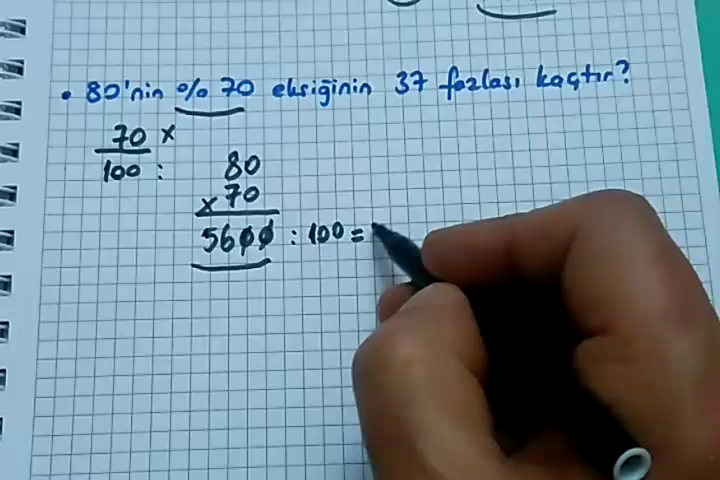 • 80'nin % 70 eksiğinin 37 fazlası kaçtır?
70 x
100 : 80
x 70
5600 : 100 =